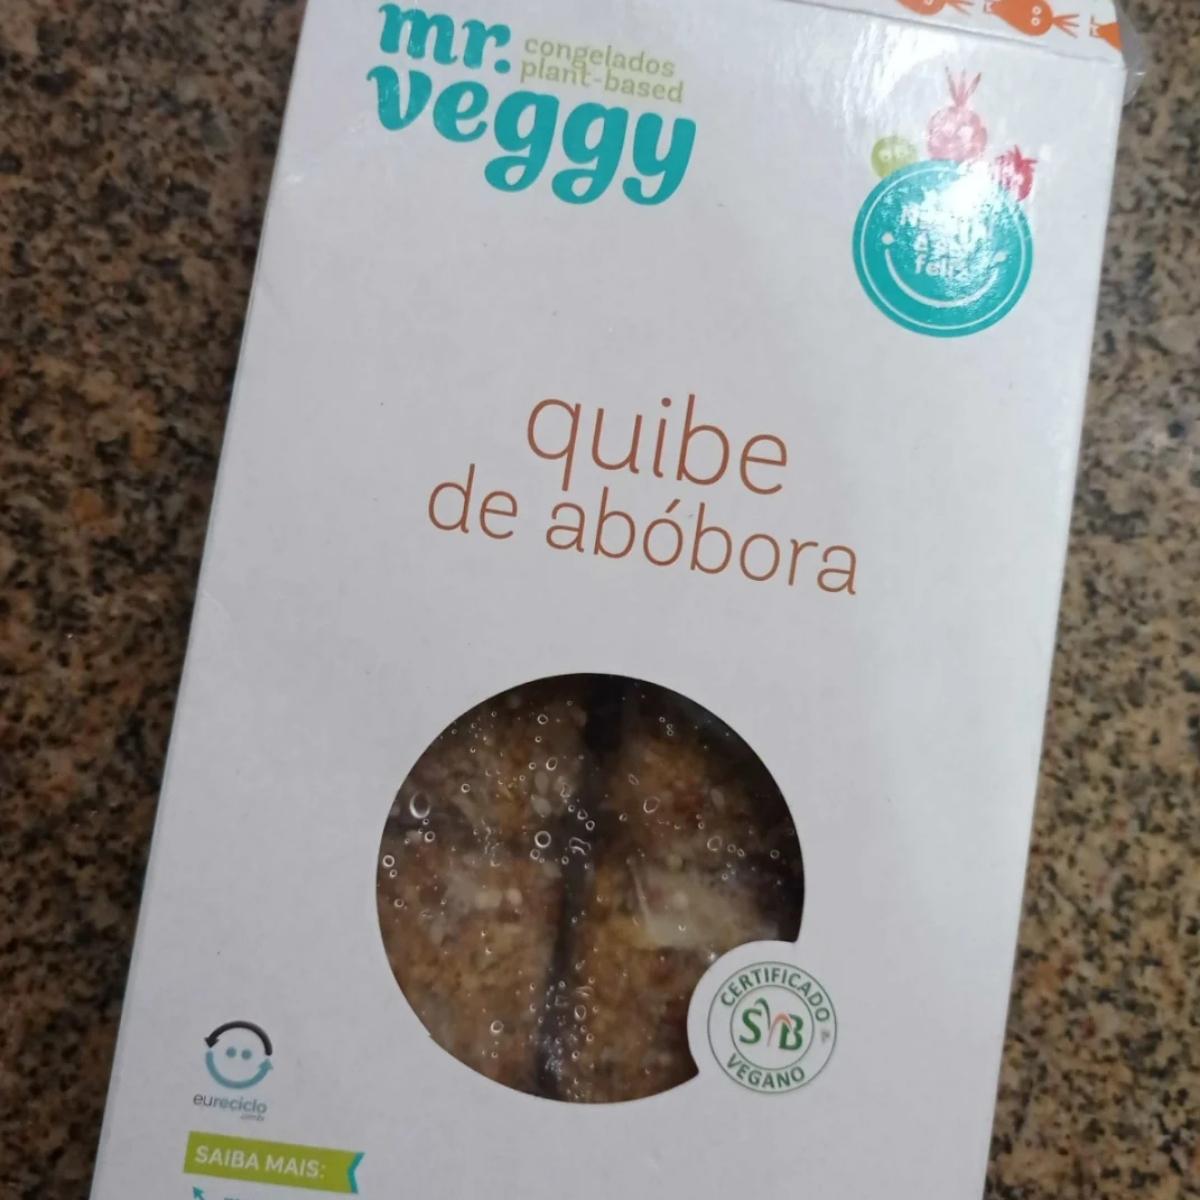 mr.
congelados
plant-based
veggy
é
feliz
quibe
de abóbora
CERTIFICADO
SVB
VEGANO
eureciclo
SAIBA MAIS: